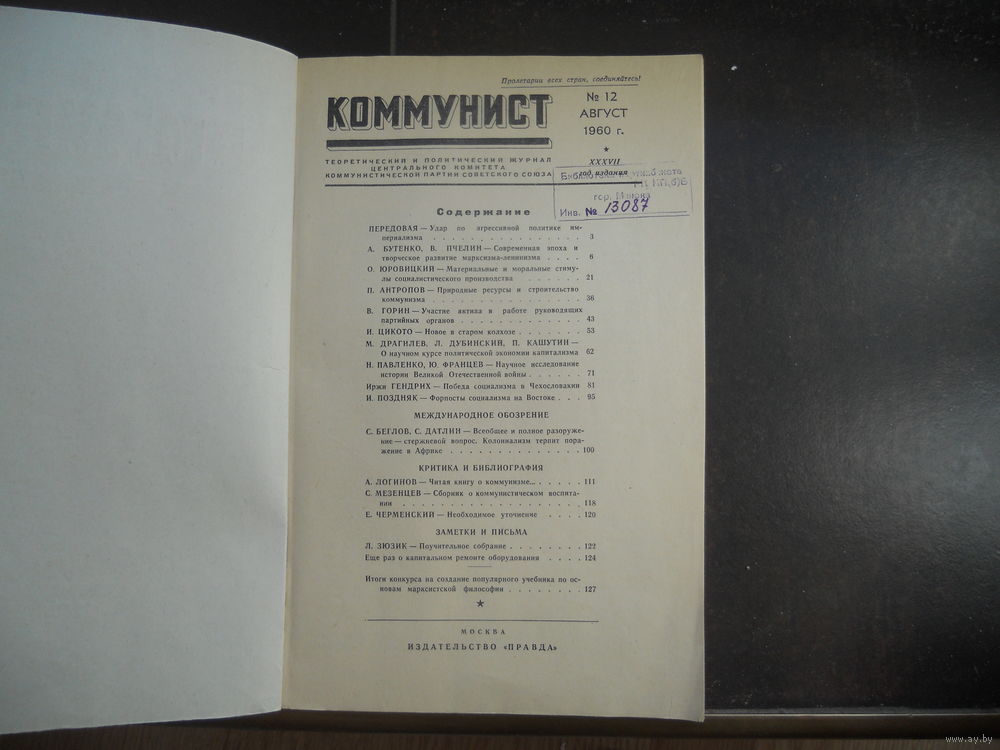 Пролетарии всех стран, соединяйтесь!
КОММУНИСТ
№ 12
АВГУСТ
1960 г.
★
XXXVII
год издания
ТЕОРЕТИЧЕСКИЙ И ПОЛИТИЧЕСКИЙ ЖУРНАЛ
ЦЕНТРАЛЬНОГО КОМИТЕТА
КОММУНИСТИЧЕСКОЙ ПАРТИИ СОВЕТСКОГО СОЮЗА
гор.
Инв. № 13087
Содержание
ПЕРЕДОВАЯ — Удар по агрессивной политике им-
периализма . . . . . . . . . . . . . 3
А. БУТЕНКО, В. ПЧЕЛИН — Современная эпоха и
творческое развитие марксизма-ленинизма . . . . 6
О. ЮРОВИЦКИЙ — Материальные и моральные стиму-
лы социалистического производства . . . . . 21
П. АНТРОПОВ — Природные ресурсы и строительство
коммунизма . . . . . . . . . . . . . 36
В. ГОРИН — Участие актива в работе руководящих
партийных органов . . . . . . . . . . . 43
И. ЦИКОТО — Новое в старом колхозе . . . . . . 53
М. ДРАГИЛЕВ, Л. ДУБИНСКИЙ, П. КАШУТИН —
О научном курсе политической экономии капитализма 62
Н. ПАВЛЕНКО, Ю. ФРАНЦЕВ — Научное исследование
истории Великой Отечественной войны . . . . . . 71
Иржи ГЕНДРИХ — Победа социализма в Чехословакии 81
И. ПОЗДНЯК — Форпосты социализма на Востоке . . . 95
МЕЖДУНАРОДНОЕ ОБОЗРЕНИЕ
С. БЕГЛОВ, С. ДАТЛИН — Всеобщее и полное разоруже-
ние — стержневой вопрос. Колониализм терпит пора-
жение в Африке . . . . . . . . . . . . . 100
КРИТИКА И БИБЛИОГРАФИЯ
А. ЛОГИНОВ — Читая книгу о коммунизме... . . . . . 111
С. МЕЗЕНЦЕВ — Сборник о коммунистическом воспита-
нии . . . . . . . . . . . . . . . . . 118
Е. ЧЕРМЕНСКИЙ — Необходимое уточнение . . . . 120
ЗАМЕТКИ И ПИСЬМА
Л. ЗЮЗИК — Поучительное собрание . . . . . . . . 122
Еще раз о капитальном ремонте оборудования . . . . 124
Итоги конкурса на создание популярного учебника по ос-
новам марксистской философии . . . . . . . . 127
★
МОСКВА
ИЗДАТЕЛЬСТВО «ПРАВДА»
www.ay.by